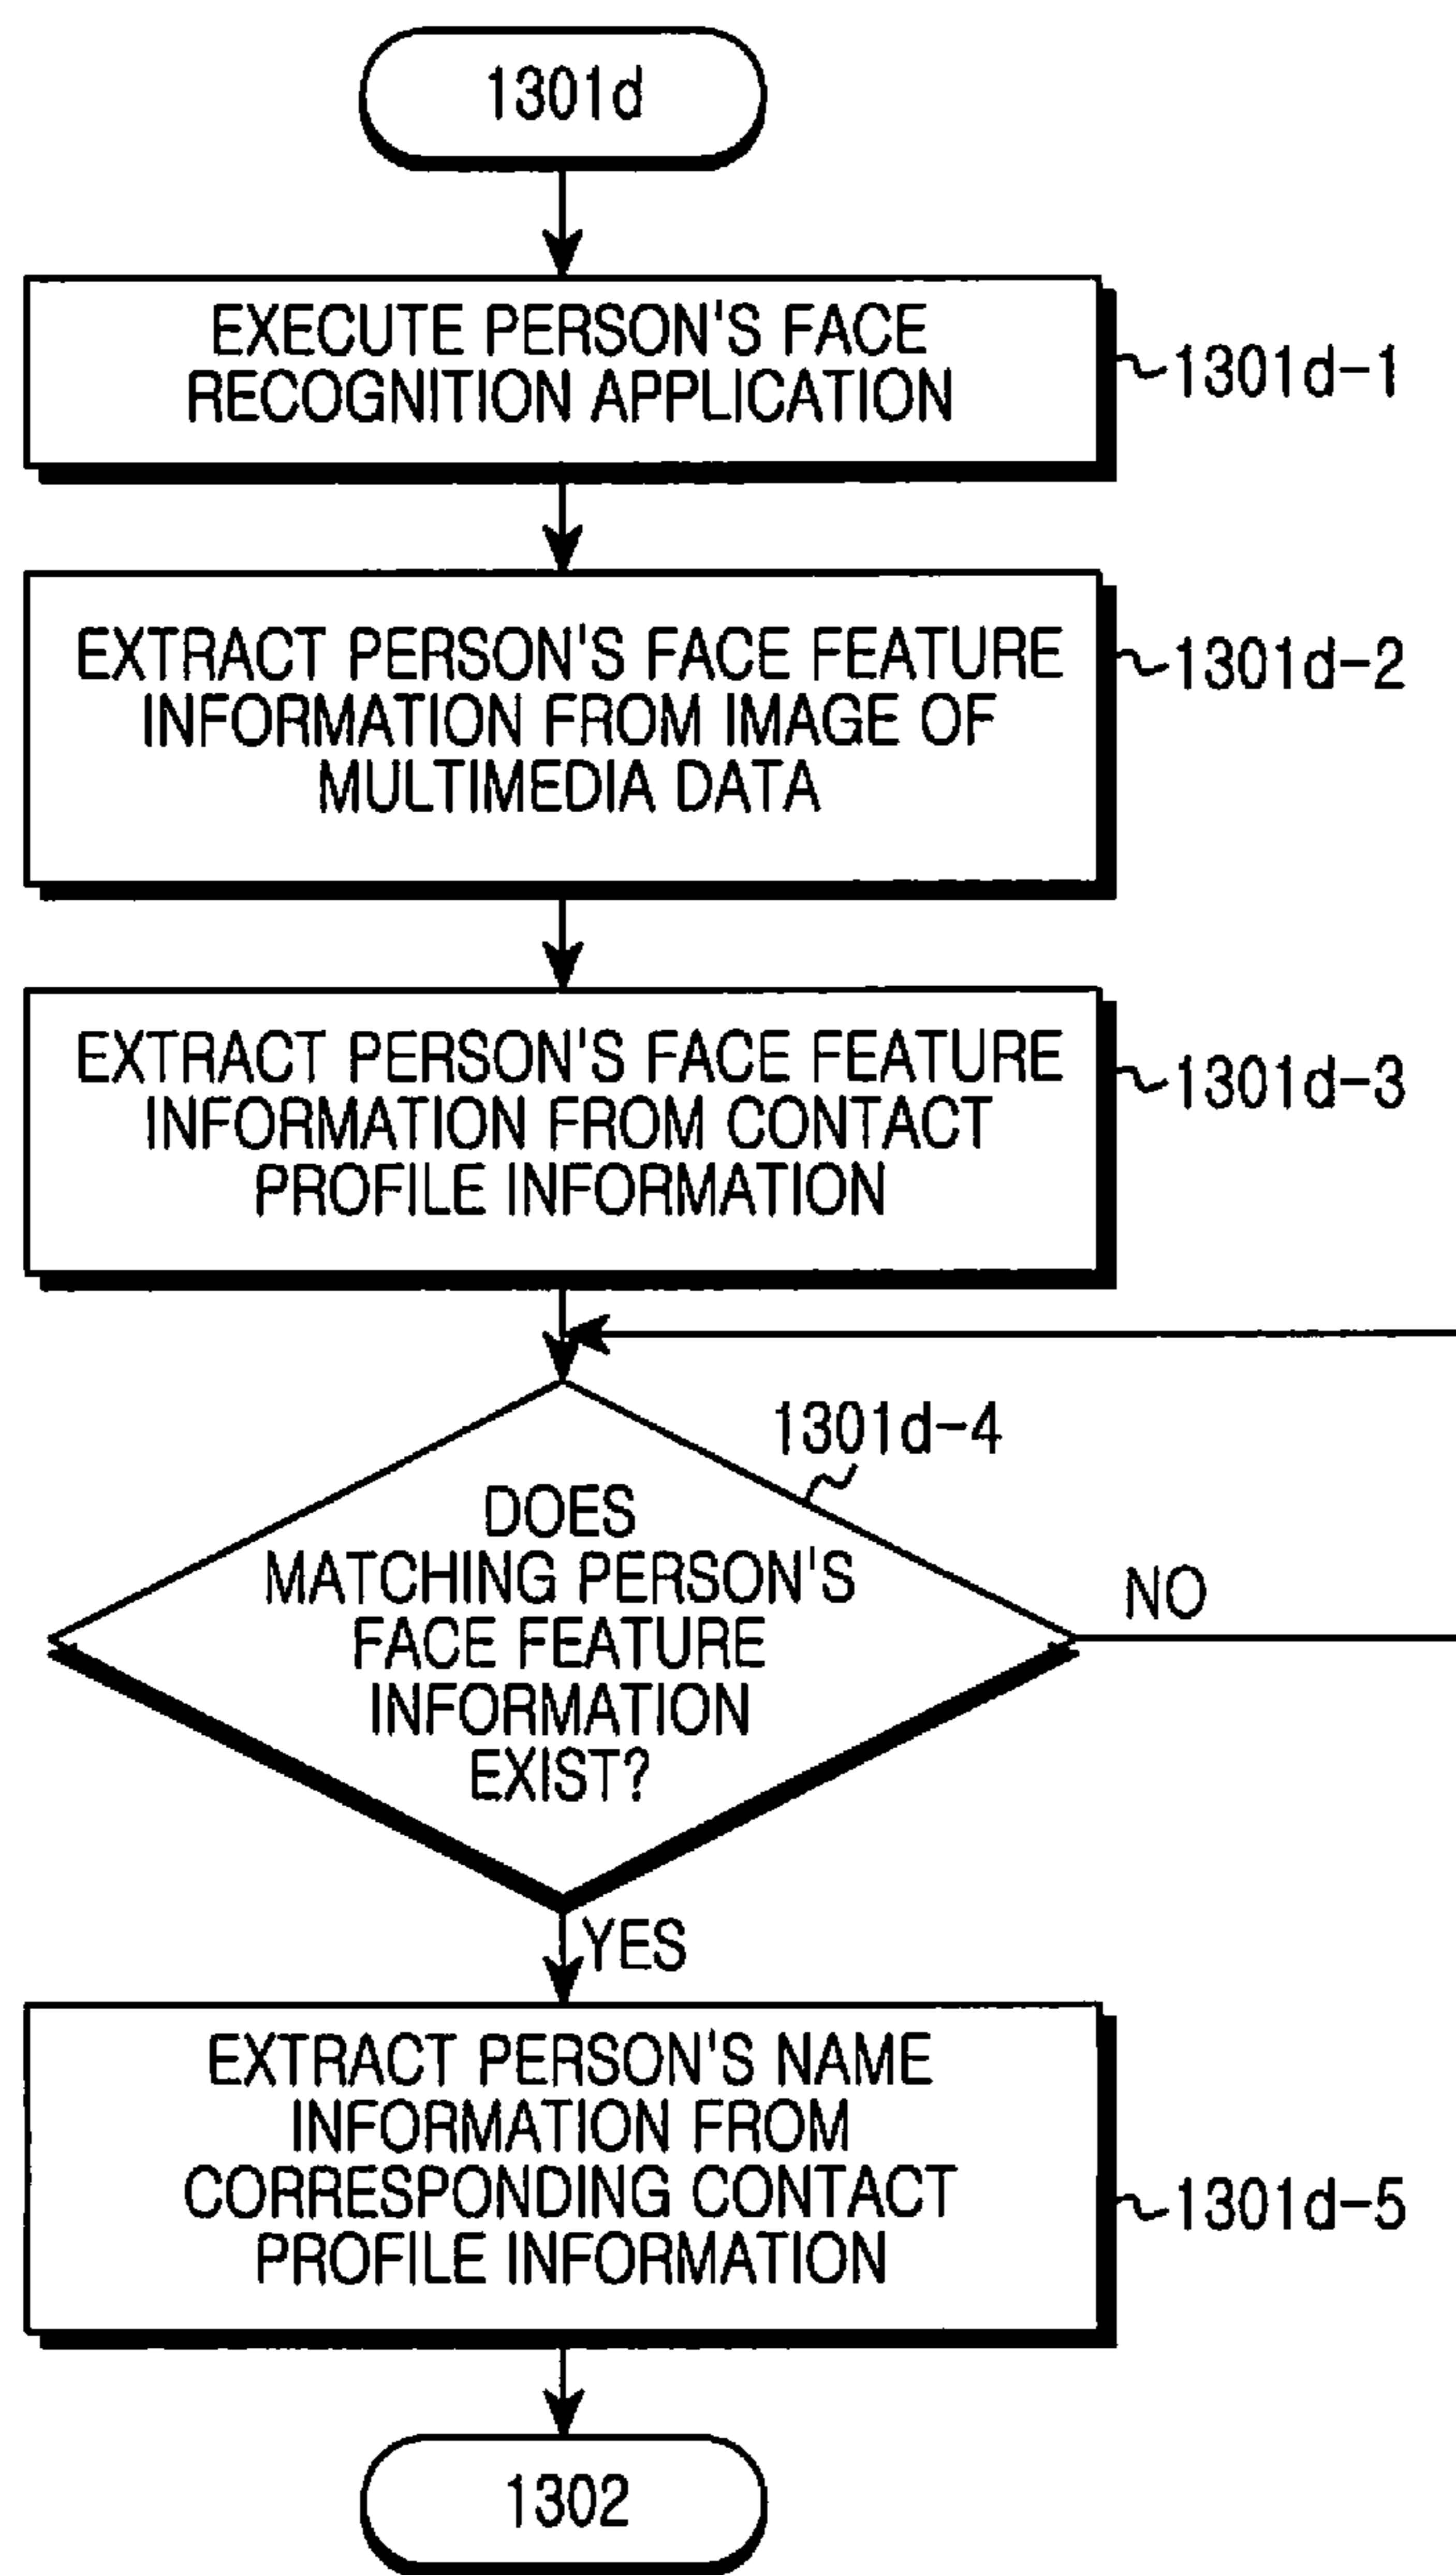 1301d
EXECUTE PERSON'S FACE
RECOGNITION APPLICATION
1301d-1
EXTRACT PERSON'S FACE FEATURE
INFORMATION FROM IMAGE OF
MULTIMEDIA DATA
1301d-2
EXTRACT PERSON'S FACE FEATURE
INFORMATION FROM CONTACT
PROFILE INFORMATION
1301d-3
1301d-4
DOES
MATCHING PERSON'S
FACE FEATURE
INFORMATION
EXIST?
NO
YES
EXTRACT PERSON'S NAME
INFORMATION FROM
CORRESPONDING CONTACT
PROFILE INFORMATION
1301d-5
1302